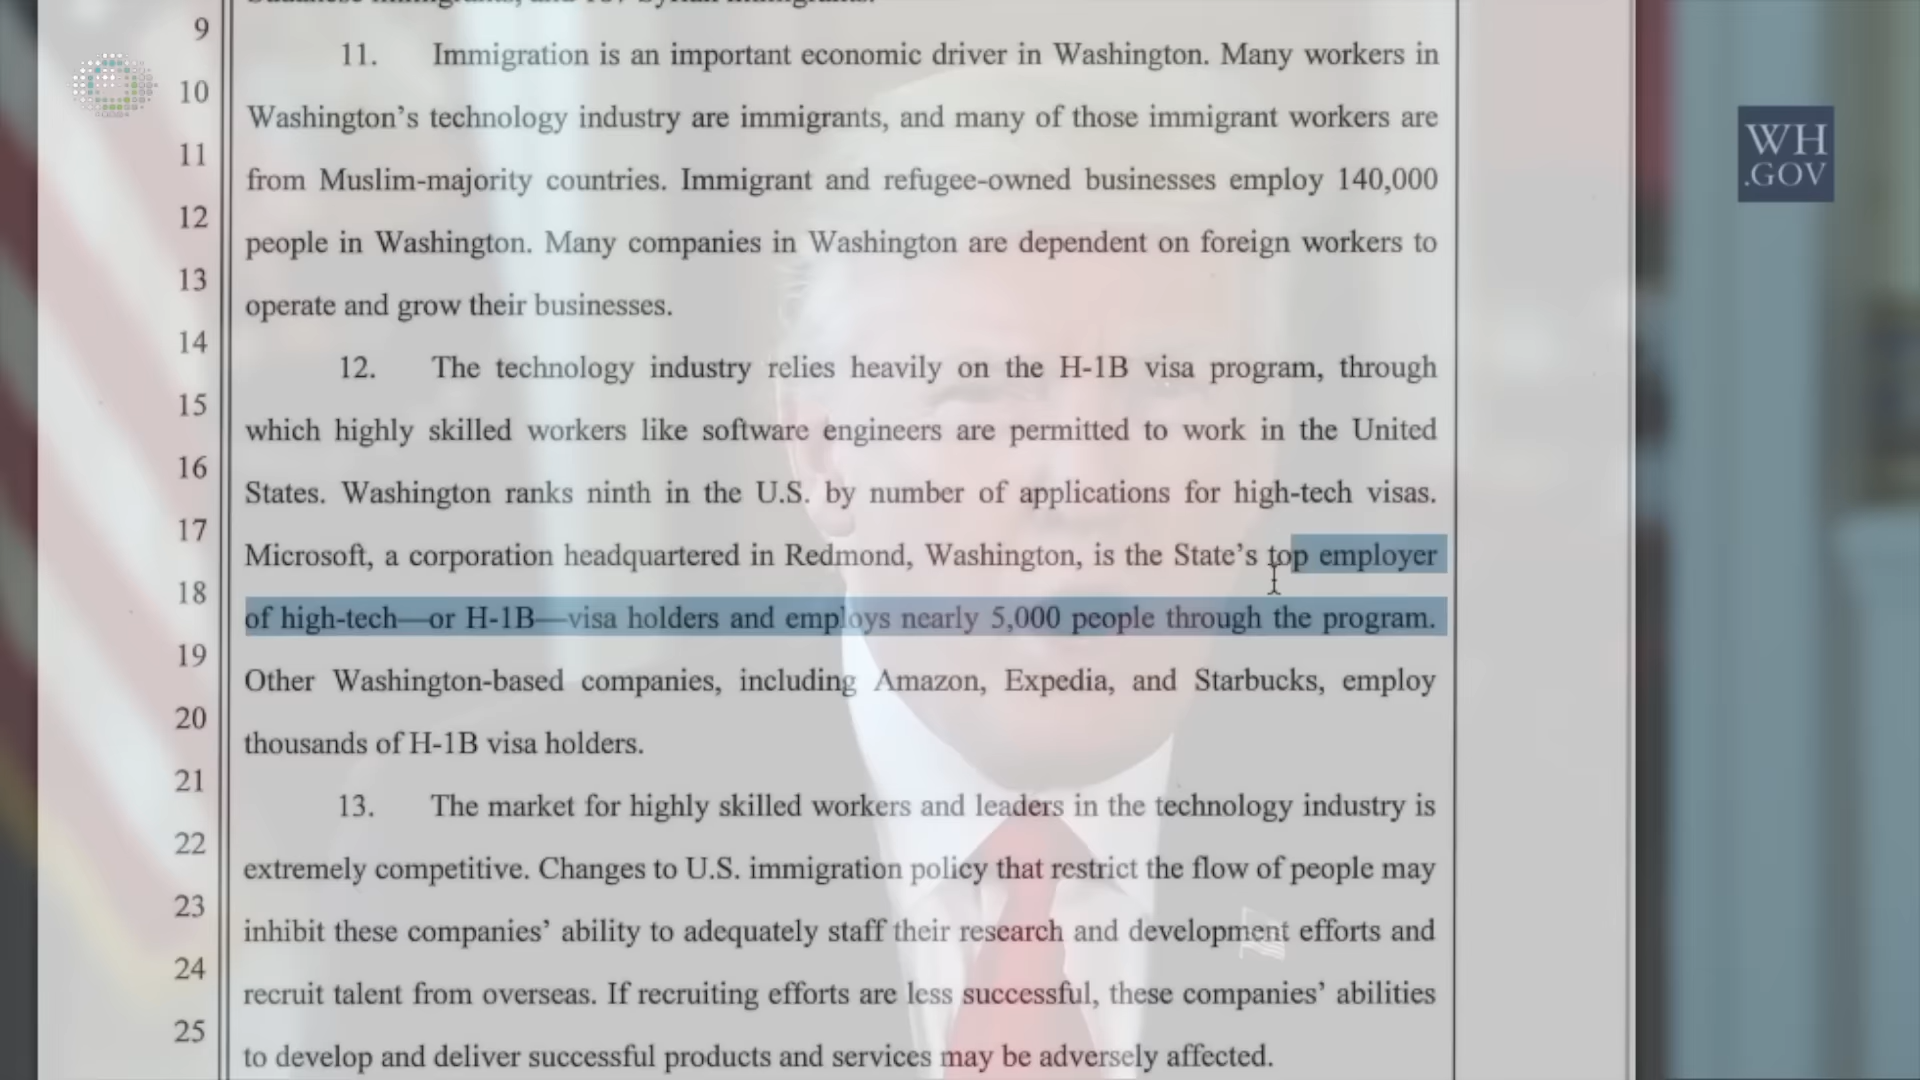 9
11. Immigration is an important economic driver in Washington. Many workers in
10
Washington’s technology industry are immigrants, and many of those immigrant workers are
11
from Muslim-majority countries. Immigrant and refugee-owned businesses employ 140,000
12
people in Washington. Many companies in Washington are dependent on foreign workers to
13
operate and grow their businesses.
14
12. The technology industry relies heavily on the H-1B visa program, through
15
which highly skilled workers like software engineers are permitted to work in the United
16
States. Washington ranks ninth in the U.S. by number of applications for high-tech visas.
17
Microsoft, a corporation headquartered in Redmond, Washington, is the State’s top employer
18
of high-tech—or H-1B—visa holders and employs nearly 5,000 people through the program.
19
Other Washington-based companies, including Amazon, Expedia, and Starbucks, employ
20
thousands of H-1B visa holders.
21
13. The market for highly skilled workers and leaders in the technology industry is
22
extremely competitive. Changes to U.S. immigration policy that restrict the flow of people may
23
inhibit these companies’ ability to adequately staff their research and development efforts and
24
recruit talent from overseas. If recruiting efforts are less successful, these companies’ abilities
25
to develop and deliver successful products and services may be adversely affected.
WH
.GOV